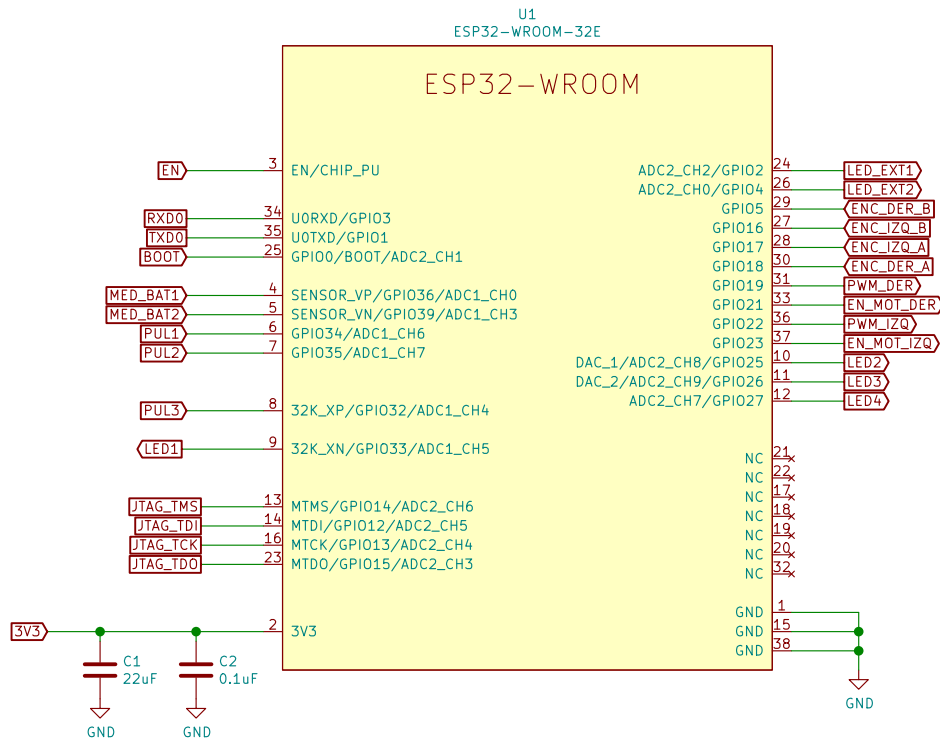 U1
ESP32-WROOM-32E
ESP32-WROOM
EN 3 EN/CHIP_PU
RXD0 34 U0RXD/GPIO3
TXD0 35 U0TXD/GPIO1
BOOT 25 GPIO0/BOOT/ADC2_CH1
MED_BAT1 4 SENSOR_VP/GPIO36/ADC1_CH0
MED_BAT2 5 SENSOR_VN/GPIO39/ADC1_CH3
PUL1 6 GPIO34/ADC1_CH6
PUL2 7 GPIO35/ADC1_CH7
PUL3 8 32K_XP/GPIO32/ADC1_CH4
LED1 9 32K_XN/GPIO33/ADC1_CH5
JTAG_TMS 13 MTMS/GPIO14/ADC2_CH6
JTAG_TDI 14 MTDI/GPIO12/ADC2_CH5
JTAG_TCK 16 MTCK/GPIO13/ADC2_CH4
JTAG_TDO 23 MTDO/GPIO15/ADC2_CH3
3V3 2 3V3
C1
22uF
GND
C2
0.1uF
GND
ADC2_CH2/GPIO2 24 LED_EXT1
ADC2_CH0/GPIO4 26 LED_EXT2
GPIO5 29 ENC_DER_B
GPIO16 27 ENC_IZQ_B
GPIO17 28 ENC_IZQ_A
GPIO18 30 ENC_DER_A
GPIO19 31 PWM_DER
GPIO21 33 EN_MOT_DER
GPIO22 36 PWM_IZQ
GPIO23 37 EN_MOT_IZQ
DAC_1/ADC2_CH8/GPIO25 10 LED2
DAC_2/ADC2_CH9/GPIO26 11 LED3
ADC2_CH7/GPIO27 12 LED4
NC 21
NC 22
NC 17
NC 18
NC 19
NC 20
NC 32
GND 1
GND 15
GND 38
GND